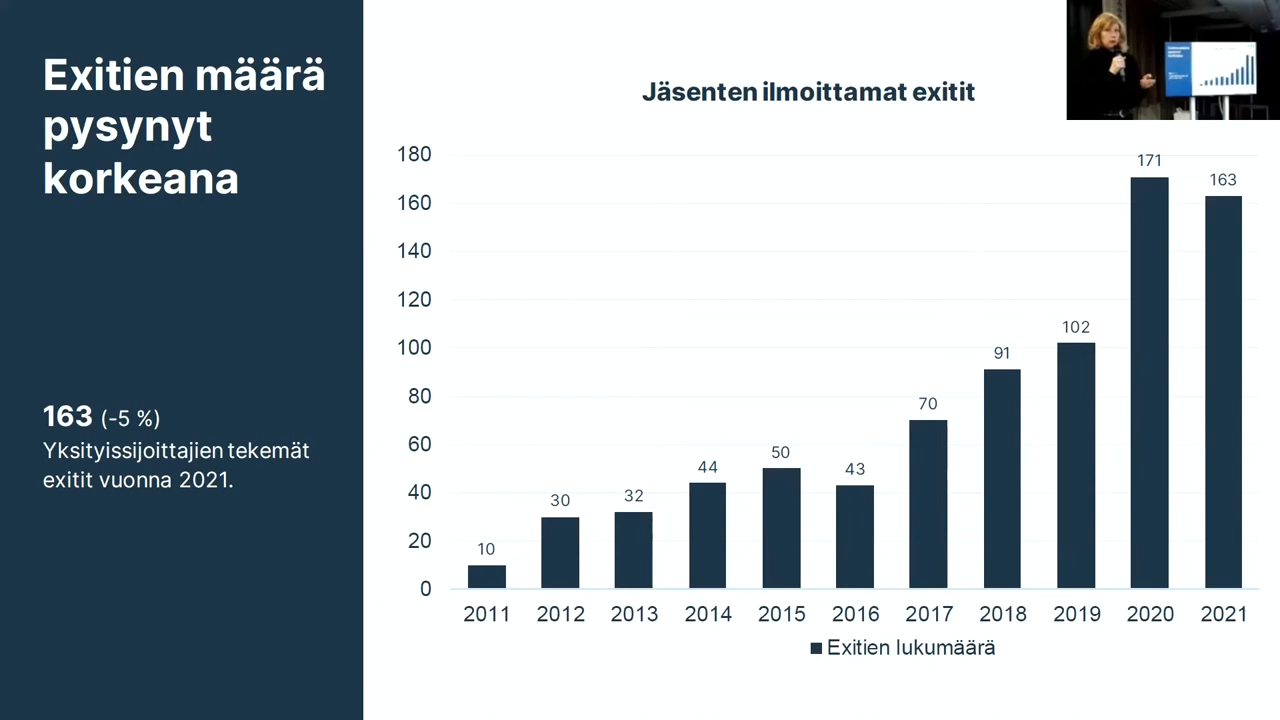 Exitien määrä
pysynyt
korkeana
163 (-5 %)
Yksityissijoittajien tekemät
exitit vuonna 2021.
Jäsenten ilmoittamat exitit
180
160
140
120
100
80
60
40
20
0
10
30
32
44
50
43
70
91
102
171
163
2011 2012 2013 2014 2015 2016 2017 2018 2019 2020 2021
Exitien lukumäärä